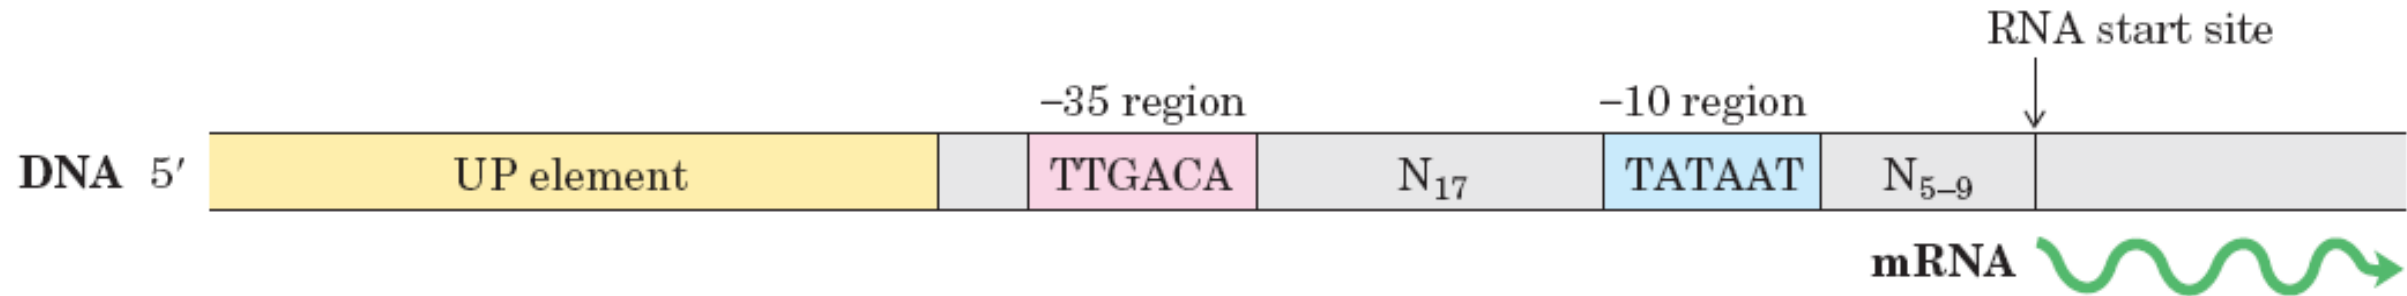 RNA start site
–35 region
–10 region
DNA 5′ UP element TTGACA N₁₇ TATAAT N₅₋₉
mRNA